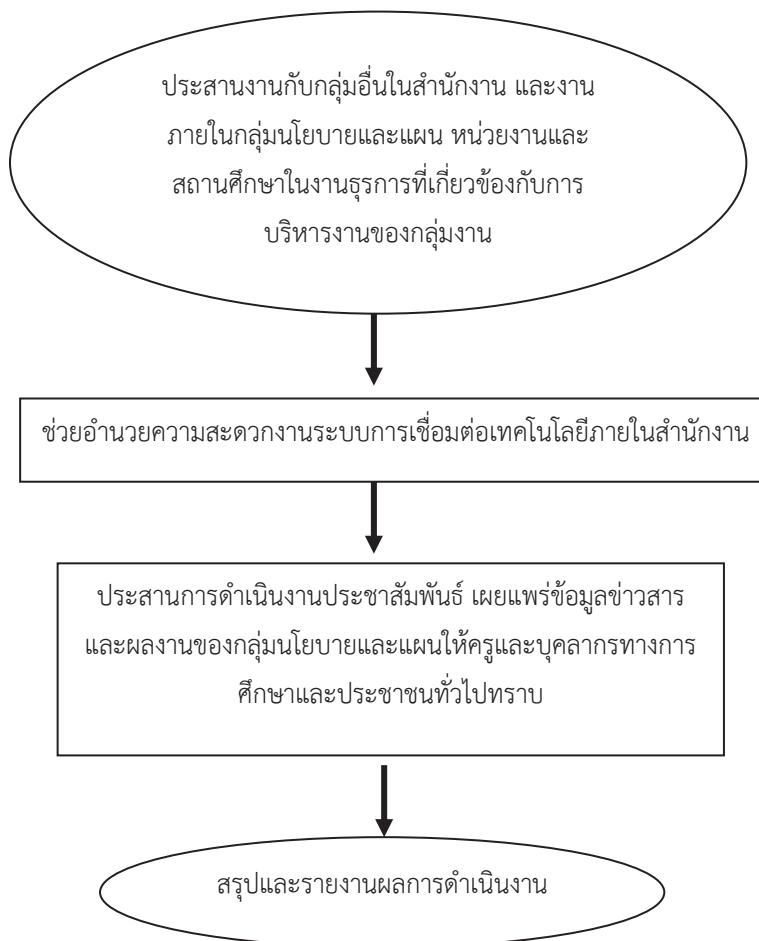 ประสานงานกับกลุ่มอื่นในสำนักงาน และงาน
ภายในกลุ่มนโยบายและแผน หน่วยงานและ
สถานศึกษาในงานธุรการที่เกี่ยวข้องกับการ
บริหารงานของกลุ่มงาน
ช่วยอำนวยความสะดวกงานระบบการเชื่อมต่อเทคโนโลยีภายในสำนักงาน
ประสานการดำเนินงานประชาสัมพันธ์ เผยแพร่ข้อมูลข่าวสาร
และผลงานของกลุ่มนโยบายและแผนให้ครูและบุคลากรทางการ
ศึกษาและประชาชนทั่วไปทราบ
สรุปและรายงานผลการดำเนินงาน